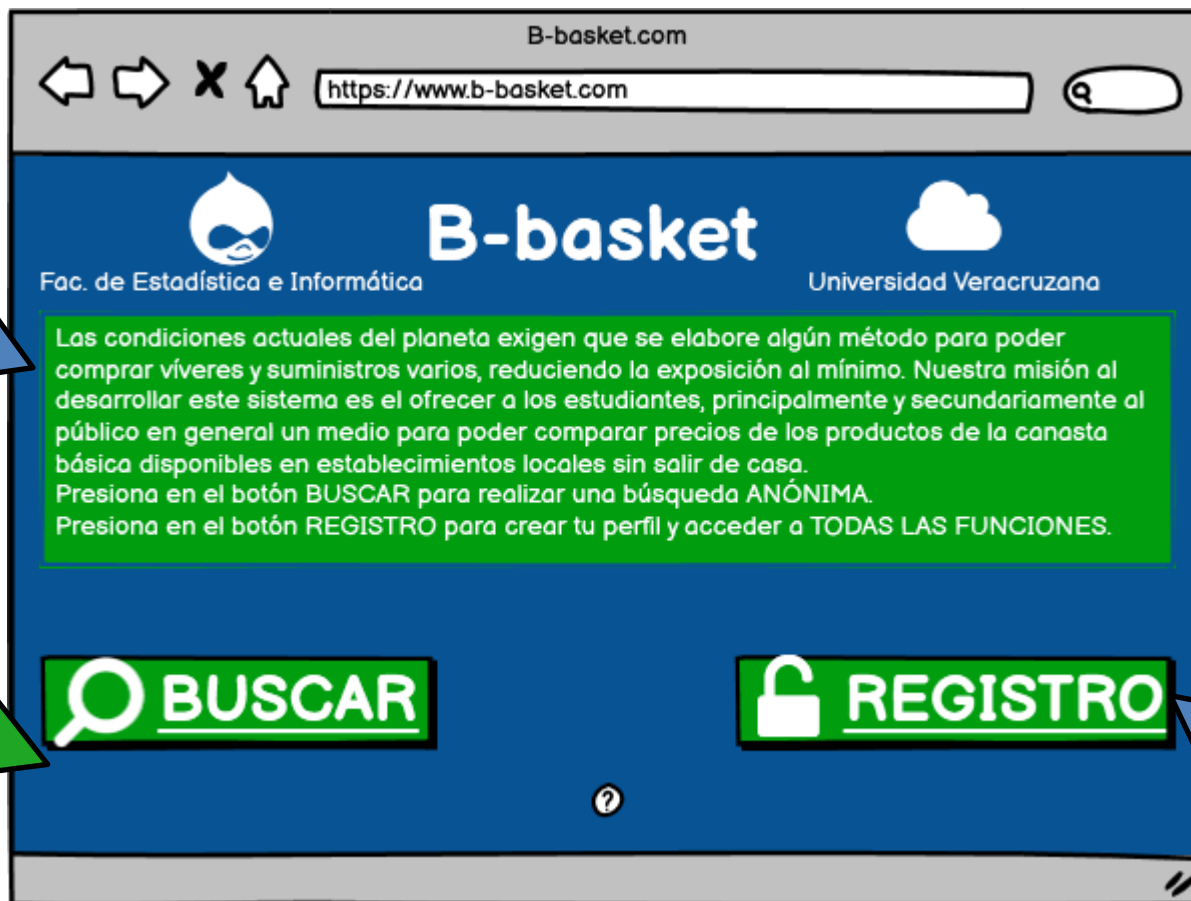 B-basket.com
https://www.b-basket.com
B-basket
Fac. de Estadística e Informática
Universidad Veracruzana
Las condiciones actuales del planeta exigen que se elabore algún método para poder
comprar víveres y suministros varios, reduciendo la exposición al mínimo. Nuestra misión al
desarrollar este sistema es el ofrecer a los estudiantes, principalmente y secundariamente al
público en general un medio para poder comparar precios de los productos de la canasta
básica disponibles en establecimientos locales sin salir de casa.
Presiona en el botón BUSCAR para realizar una búsqueda ANÓNIMA.
Presiona en el botón REGISTRO para crear tu perfil y acceder a TODAS LAS FUNCIONES.
BUSCAR
REGISTRO
?